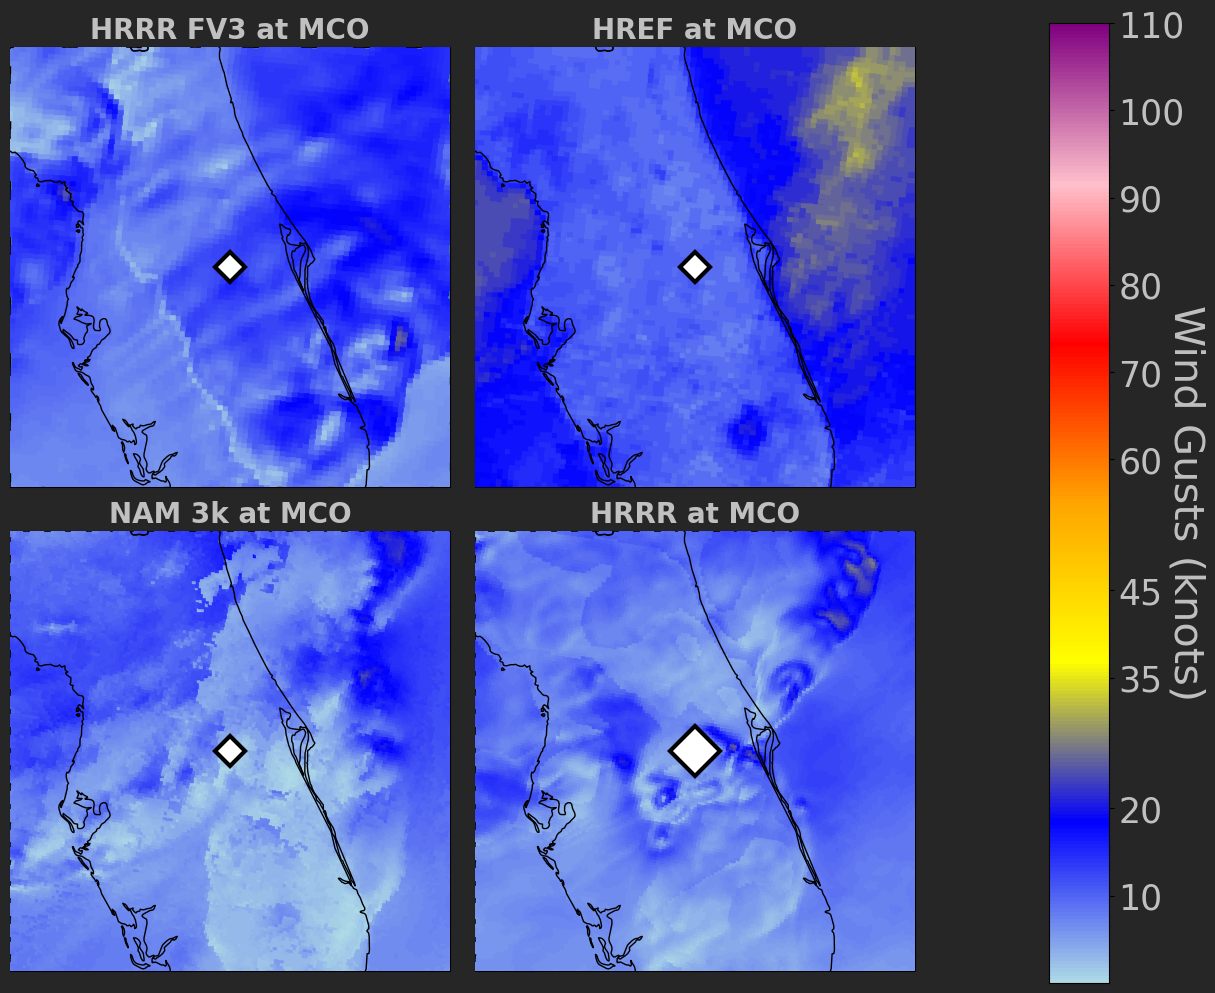 HRRR FV3 at MCO
HREF at MCO
NAM 3k at MCO
HRRR at MCO
110
100
90
80
70
60
45
35
20
10
Wind Gusts (knots)